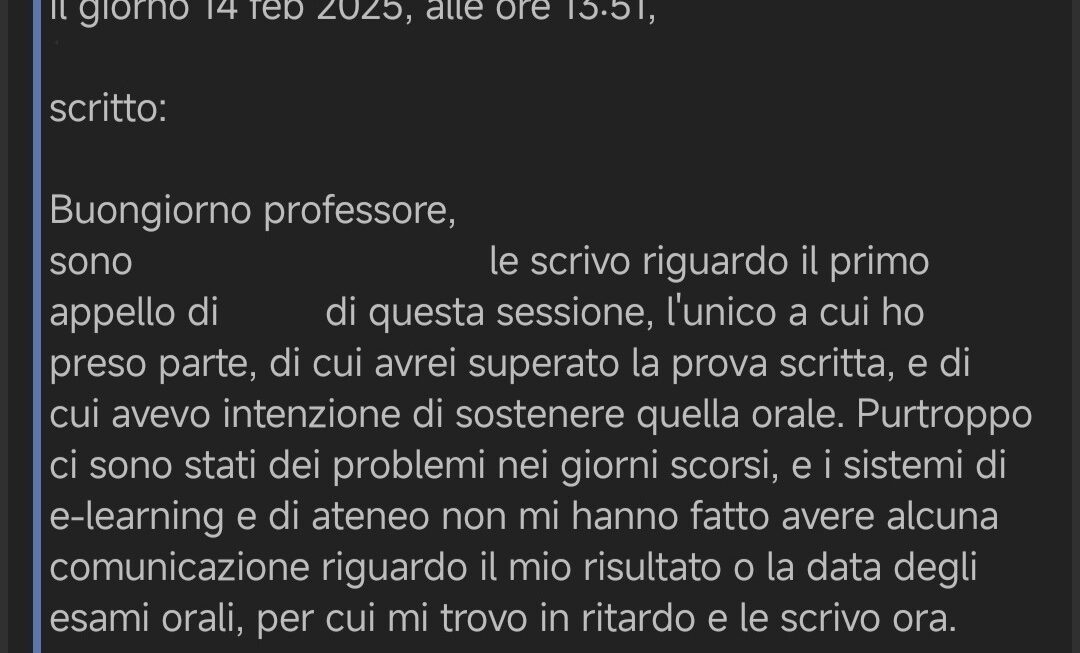 Il giorno 14 feb 2025, alle ore 13:51,
scritto:
Buongiorno professore,
sono le scrivo riguardo il primo
appello di di questa sessione, l'unico a cui ho
preso parte, di cui avrei superato la prova scritta, e di
cui avevo intenzione di sostenere quella orale. Purtroppo
ci sono stati dei problemi nei giorni scorsi, e i sistemi di
e-learning e di ateneo non mi hanno fatto avere alcuna
comunicazione riguardo il mio risultato o la data degli
esami orali, per cui mi trovo in ritardo e le scrivo ora.